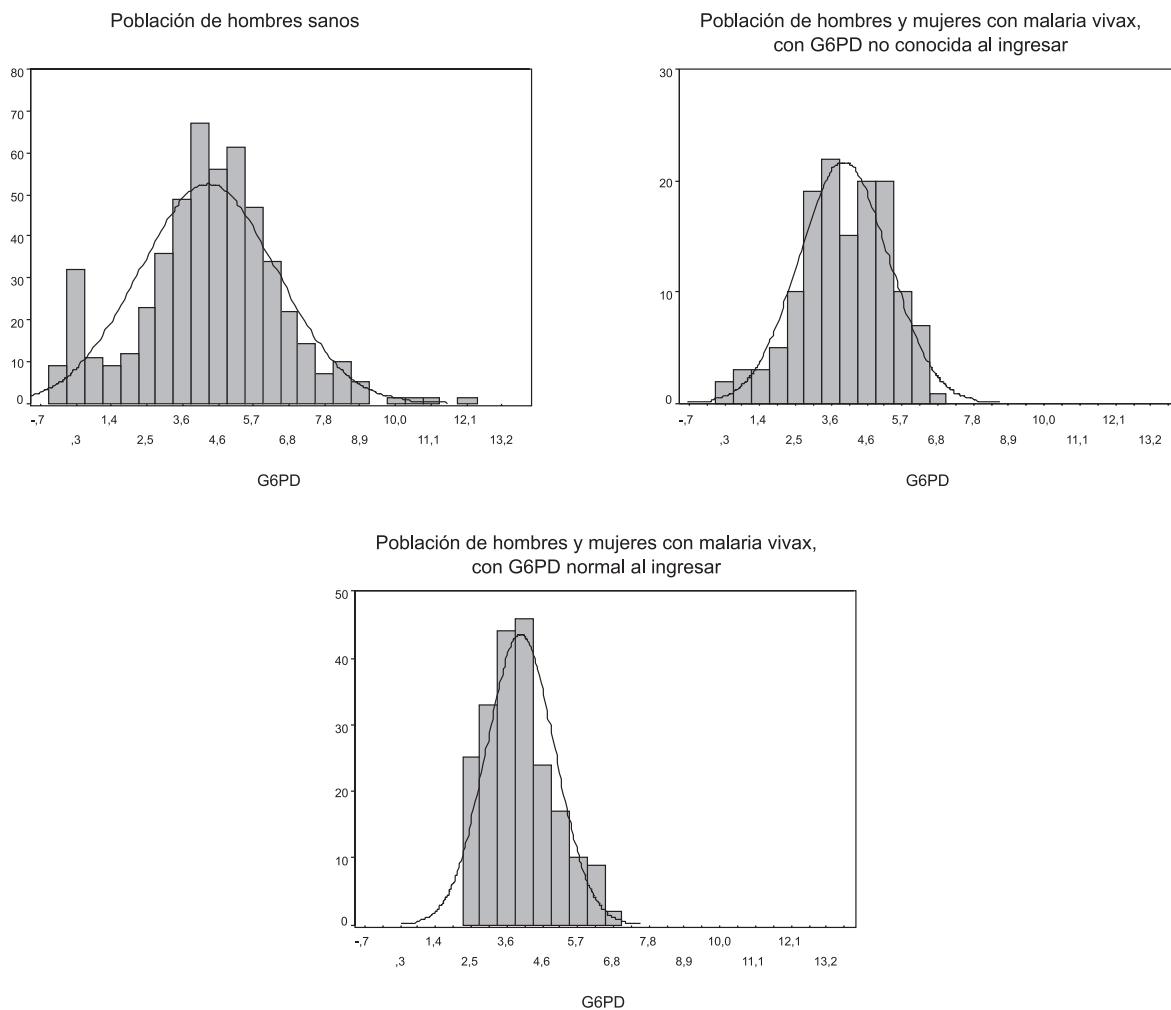 Población de hombres sanos
80
70
60
50
40
30
20
10
0
-,7 1,4 3,6 5,7 7,8 10,0 12,1
,3 2,5 4,6 6,8 8,9 11,1 13,2
G6PD
Población de hombres y mujeres con malaria vivax,
con G6PD no conocida al ingresar
30
20
10
0
-,7 1,4 3,6 5,7 7,8 10,0 12,1
,3 2,5 4,6 6,8 8,9 11,1 13,2
G6PD
Población de hombres y mujeres con malaria vivax,
con G6PD normal al ingresar
50
40
30
20
10
0
-,7 1,4 3,6 5,7 7,8 10,0 12,1
,3 2,5 4,6 6,8 8,9 11,1 13,2
G6PD